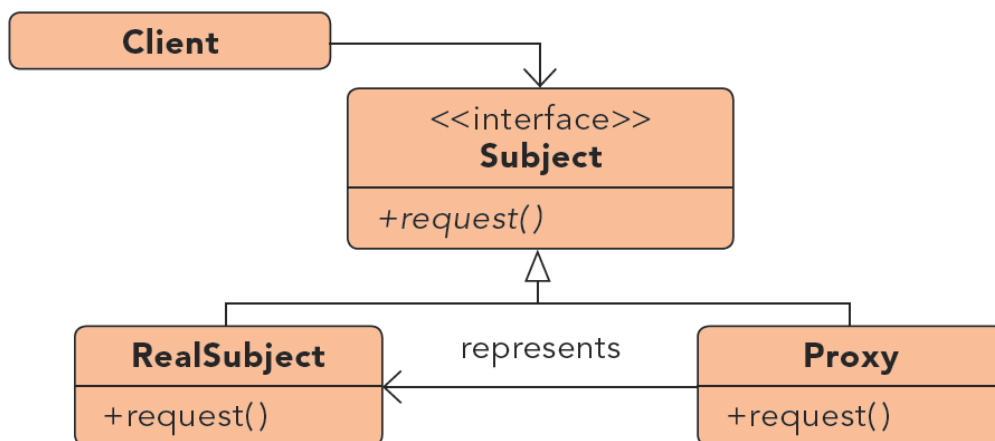 Client
<<interface>>
Subject
+request()
RealSubject
represents
Proxy
+request()
+request()